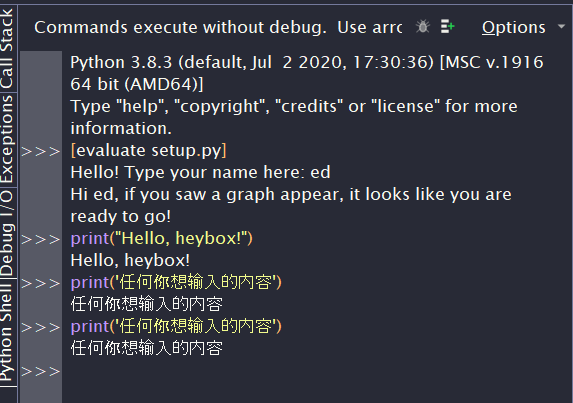 Commands execute without debug.  Use arrc
Options
Call Stack
Exceptions
Debug I/O
Python Shell
Python 3.8.3 (default, Jul  2 2020, 17:30:36) [MSC v.1916
64 bit (AMD64)]
Type "help", "copyright", "credits" or "license" for more
information.
>>> [evaluate setup.py]
Hello! Type your name here: ed
Hi ed, if you saw a graph appear, it looks like you are
ready to go!
>>> print("Hello, heybox!")
Hello, heybox!
>>> print('任何你想输入的内容')
任何你想输入的内容
>>> print('任何你想输入的内容')
任何你想输入的内容
>>>